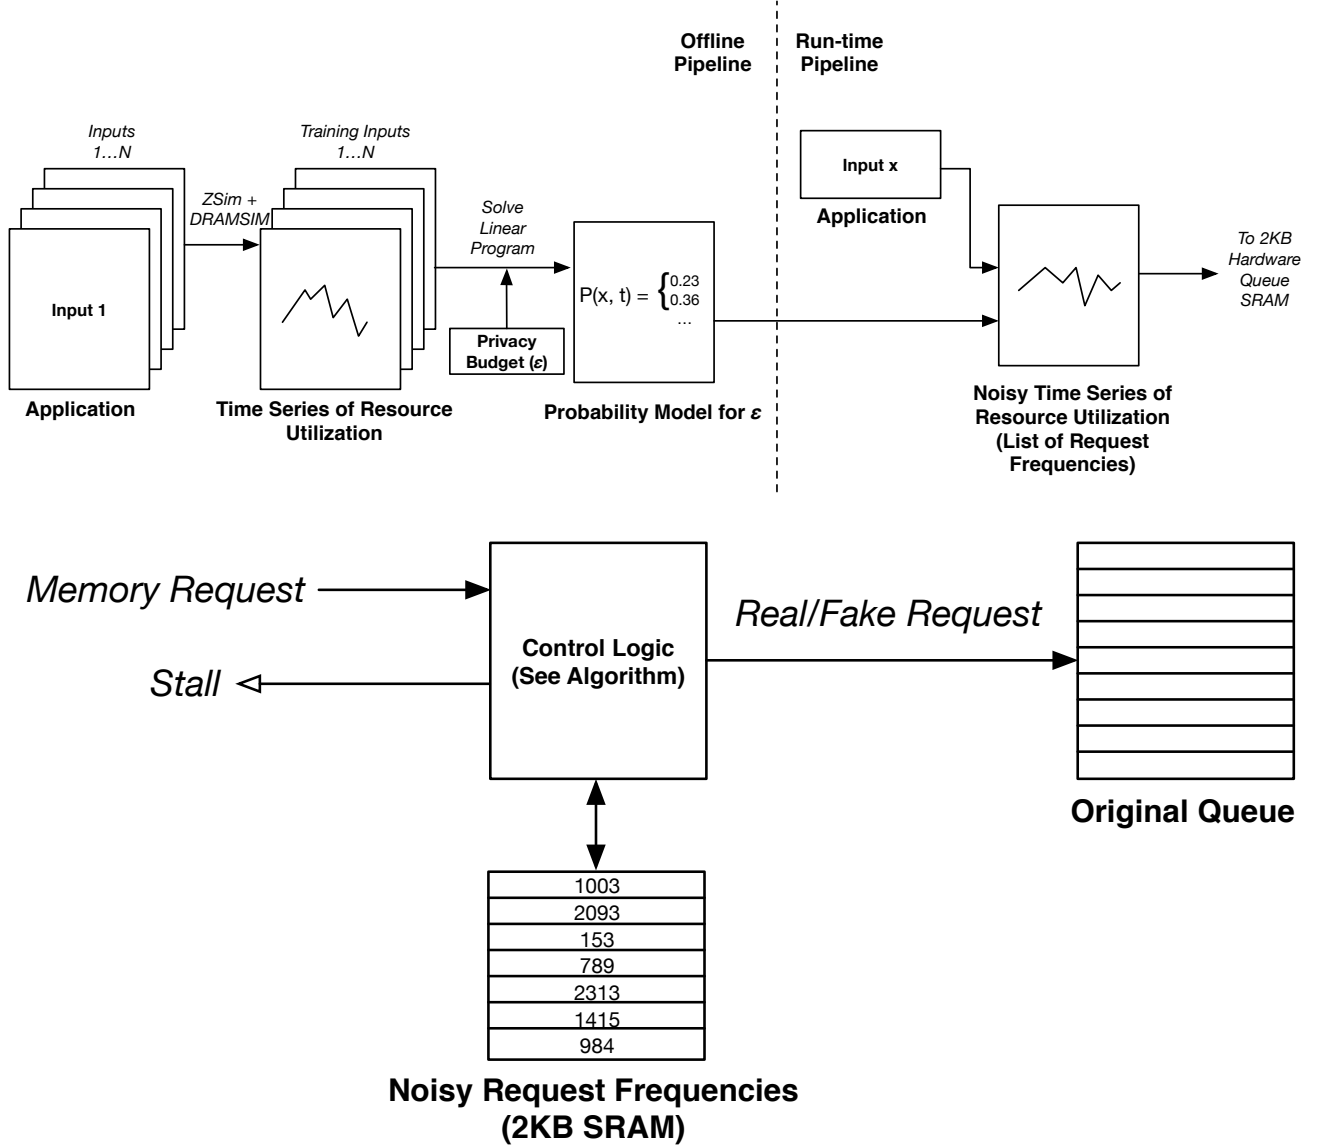 Offline
Pipeline
Run-time
Pipeline
Inputs
1...N
Training Inputs
1...N
ZSim +
DRAMSIM
Solve
Linear
Program
Input 1
Privacy
Budget (ε)
P(x, t) = {
0.23
0.36
...
Input x
Application
To 2KB
Hardware
Queue
SRAM
Application
Time Series of Resource
Utilization
Probability Model for ε
Noisy Time Series of
Resource Utilization
(List of Request
Frequencies)
Memory Request
Stall
Control Logic
(See Algorithm)
Real/Fake Request
Original Queue
1003
2093
153
789
2313
1415
984
Noisy Request Frequencies
(2KB SRAM)